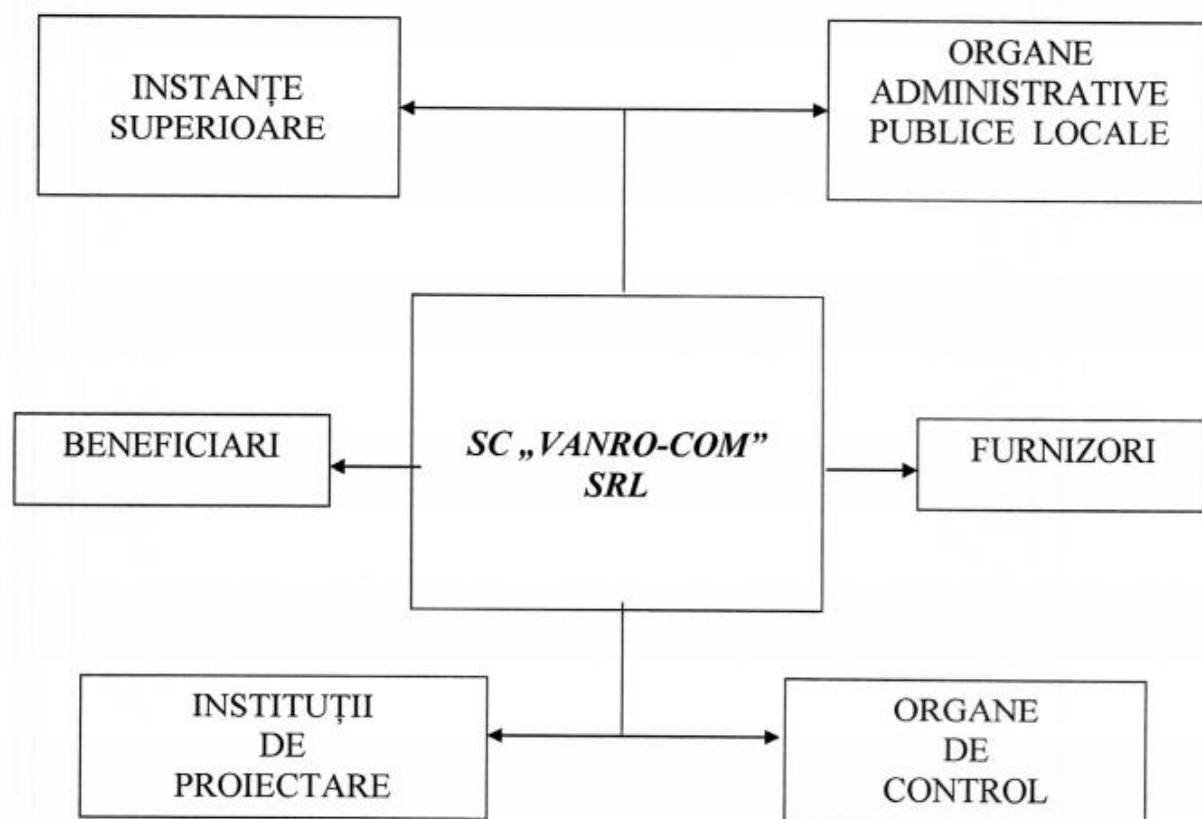 INSTANȚE
SUPERIOARE
ORGANE
ADMINISTRATIVE
PUBLICE LOCALE
BENEFICIARI
SC „VANRO-COM”
SRL
FURNIZORI
INSTITUȚII
DE
PROIECTARE
ORGANE
DE
CONTROL